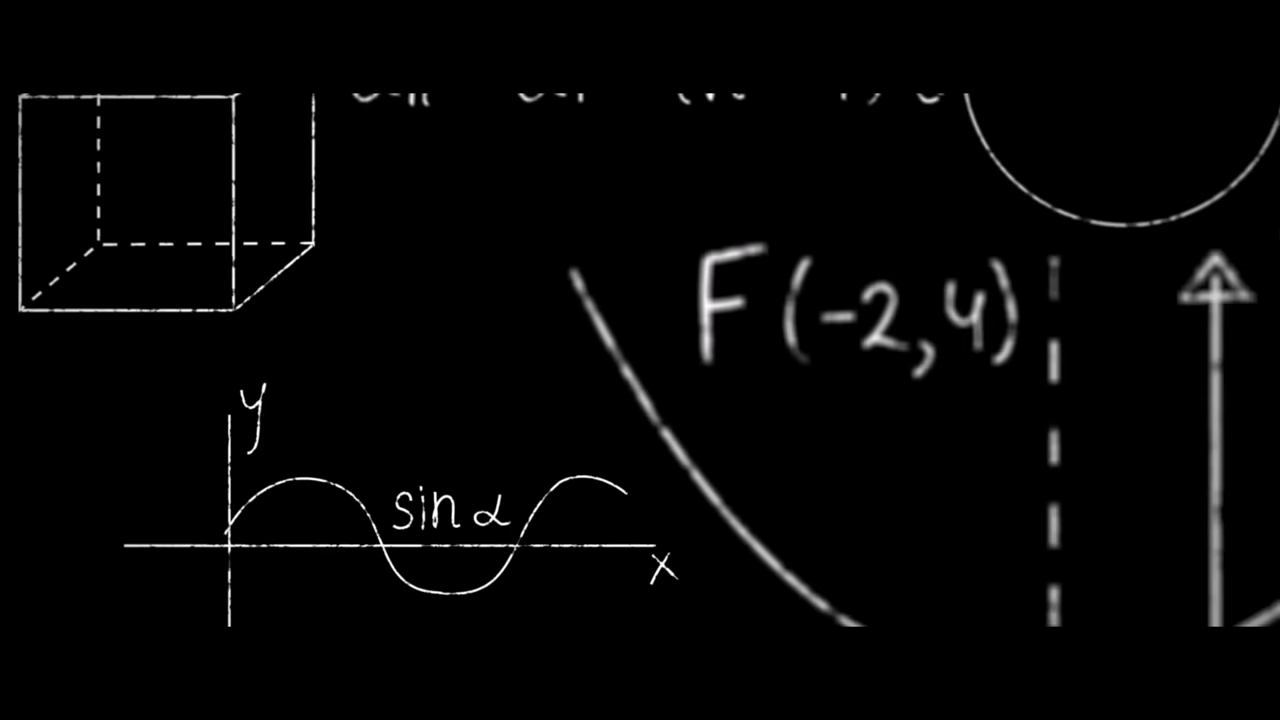 F(-2,4)
y
sin α
x